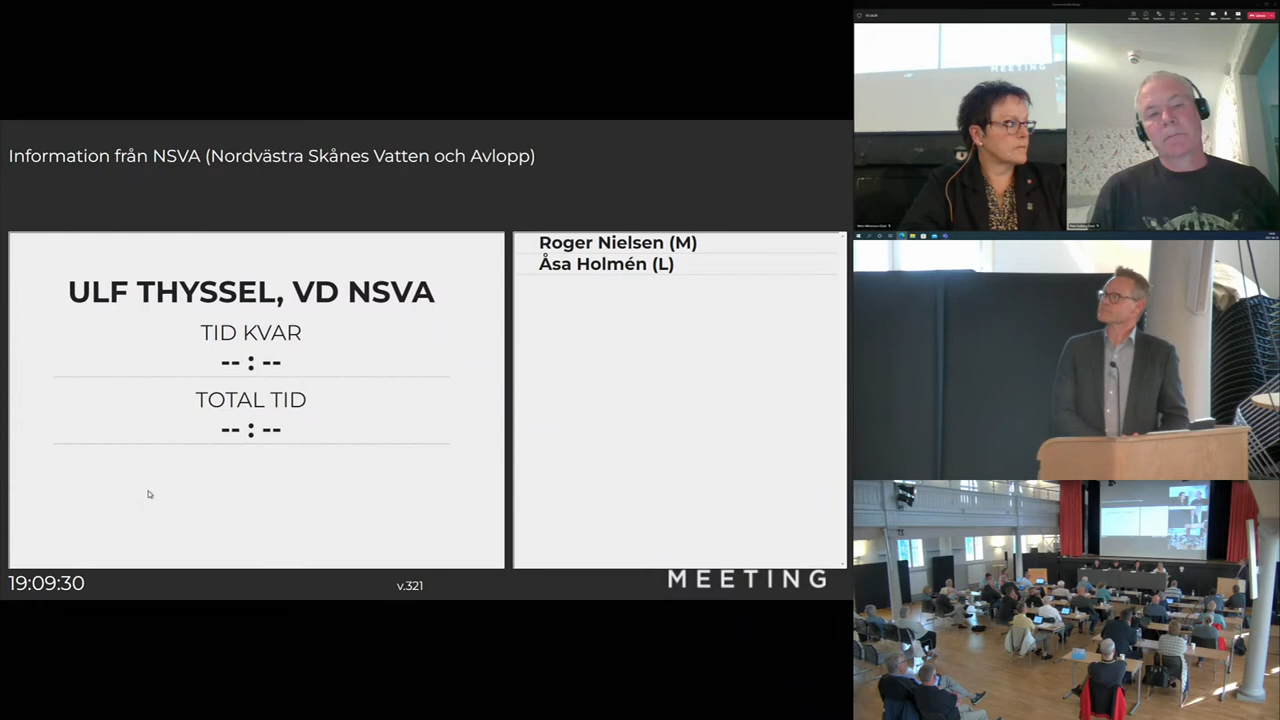 Information från NSVA (Nordvästra Skånes Vatten och Avlopp)
ULF THYSSEL, VD NSVA
TID KVAR
-- : --
TOTAL TID
-- : --
Roger Nielsen (M)
Åsa Holmén (L)
19:09:30
v.321
MEETING
MEETING